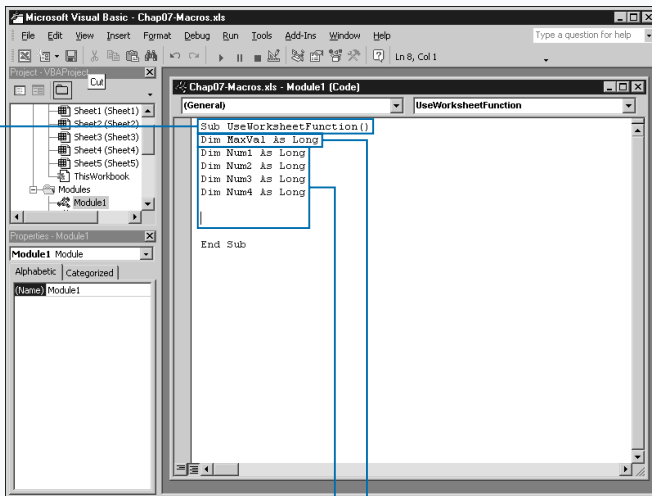 Microsoft Visual Basic - Chap07-Macros.xls
File Edit View Insert Format Debug Run Tools Add-Ins Window Help
Type a question for help
Ln 8, Col 1
Project - VBAProject
Cut
Sheet1 (Sheet1)
Sheet2 (Sheet2)
Sheet3 (Sheet3)
Sheet4 (Sheet4)
Sheet5 (Sheet5)
ThisWorkbook
Modules
Module1
Properties - Module1
Module1 Module
Alphabetic Categorized
(Name) Module1
Chap07-Macros.xls - Module1 (Code)
(General) UseWorksheetFunction
Sub UseWorksheetFunction()
Dim MaxVal As Long
Dim Num1 As Long
Dim Num2 As Long
Dim Num3 As Long
Dim Num4 As Long
End Sub